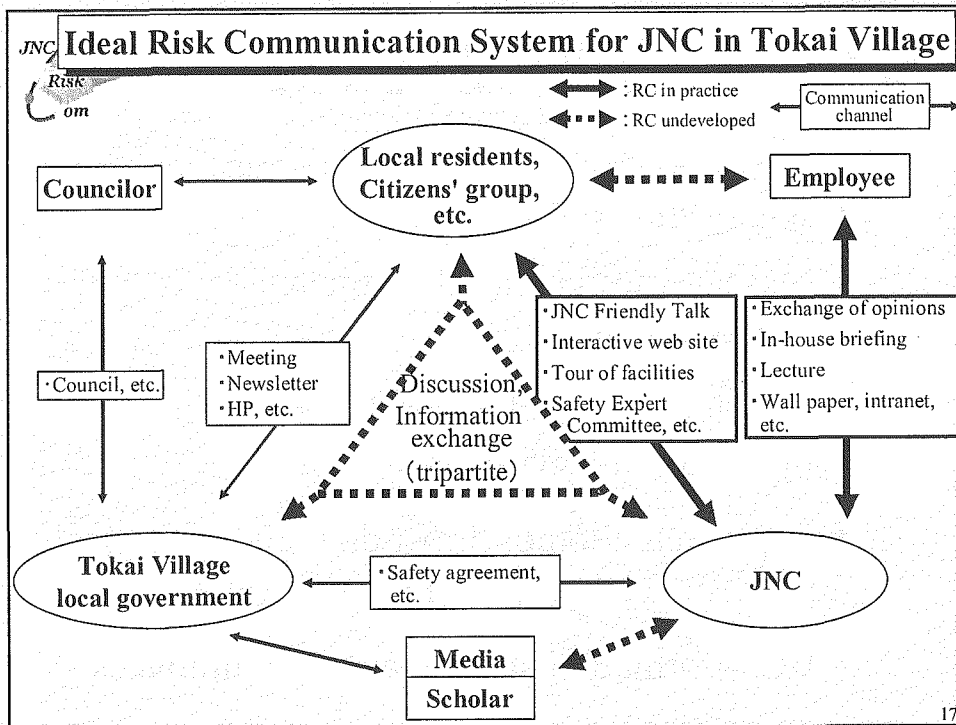 JNC
Ideal Risk Communication System for JNC in Tokai Village
Risk
Com
: RC in practice
: RC undeveloped
Communication
channel
Councilor
Local residents,
Citizens' group,
etc.
Employee
・Council, etc.
・Meeting
・Newsletter
・HP, etc.
Discussion,
Information
exchange
(tripartite)
・JNC Friendly Talk
・Interactive web site
・Tour of facilities
・Safety Expert
Committee, etc.
・Exchange of opinions
・In-house briefing
・Lecture
・Wall paper, intranet,
etc.
Tokai Village
local government
・Safety agreement,
etc.
JNC
Media
Scholar
17